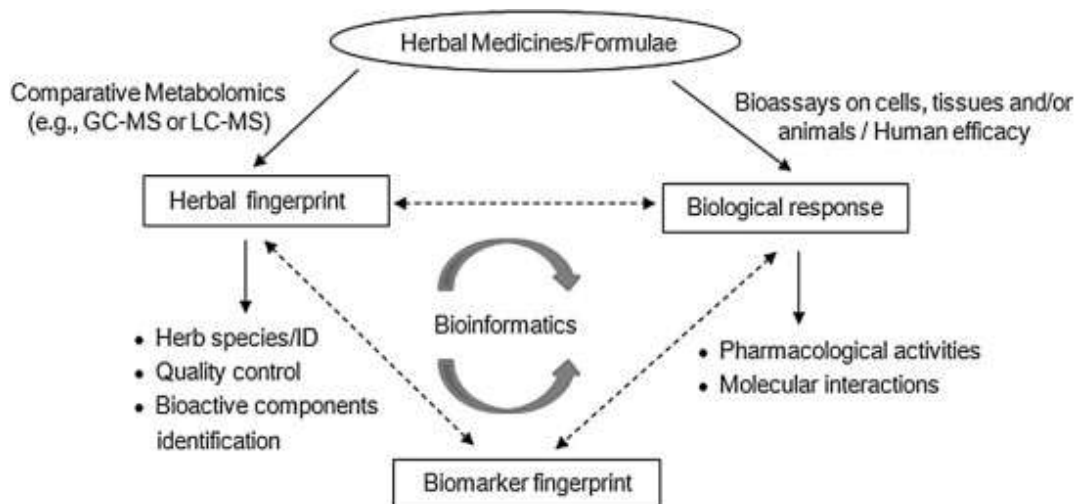 Herbal Medicines/Formulae
Comparative Metabolomics
(e.g., GC-MS or LC-MS)
Bioassays on cells, tissues and/or
animals / Human efficacy
Herbal fingerprint
Biological response
Bioinformatics
• Herb species/ID
• Quality control
• Bioactive components
identification
• Pharmacological activities
• Molecular interactions
Biomarker fingerprint